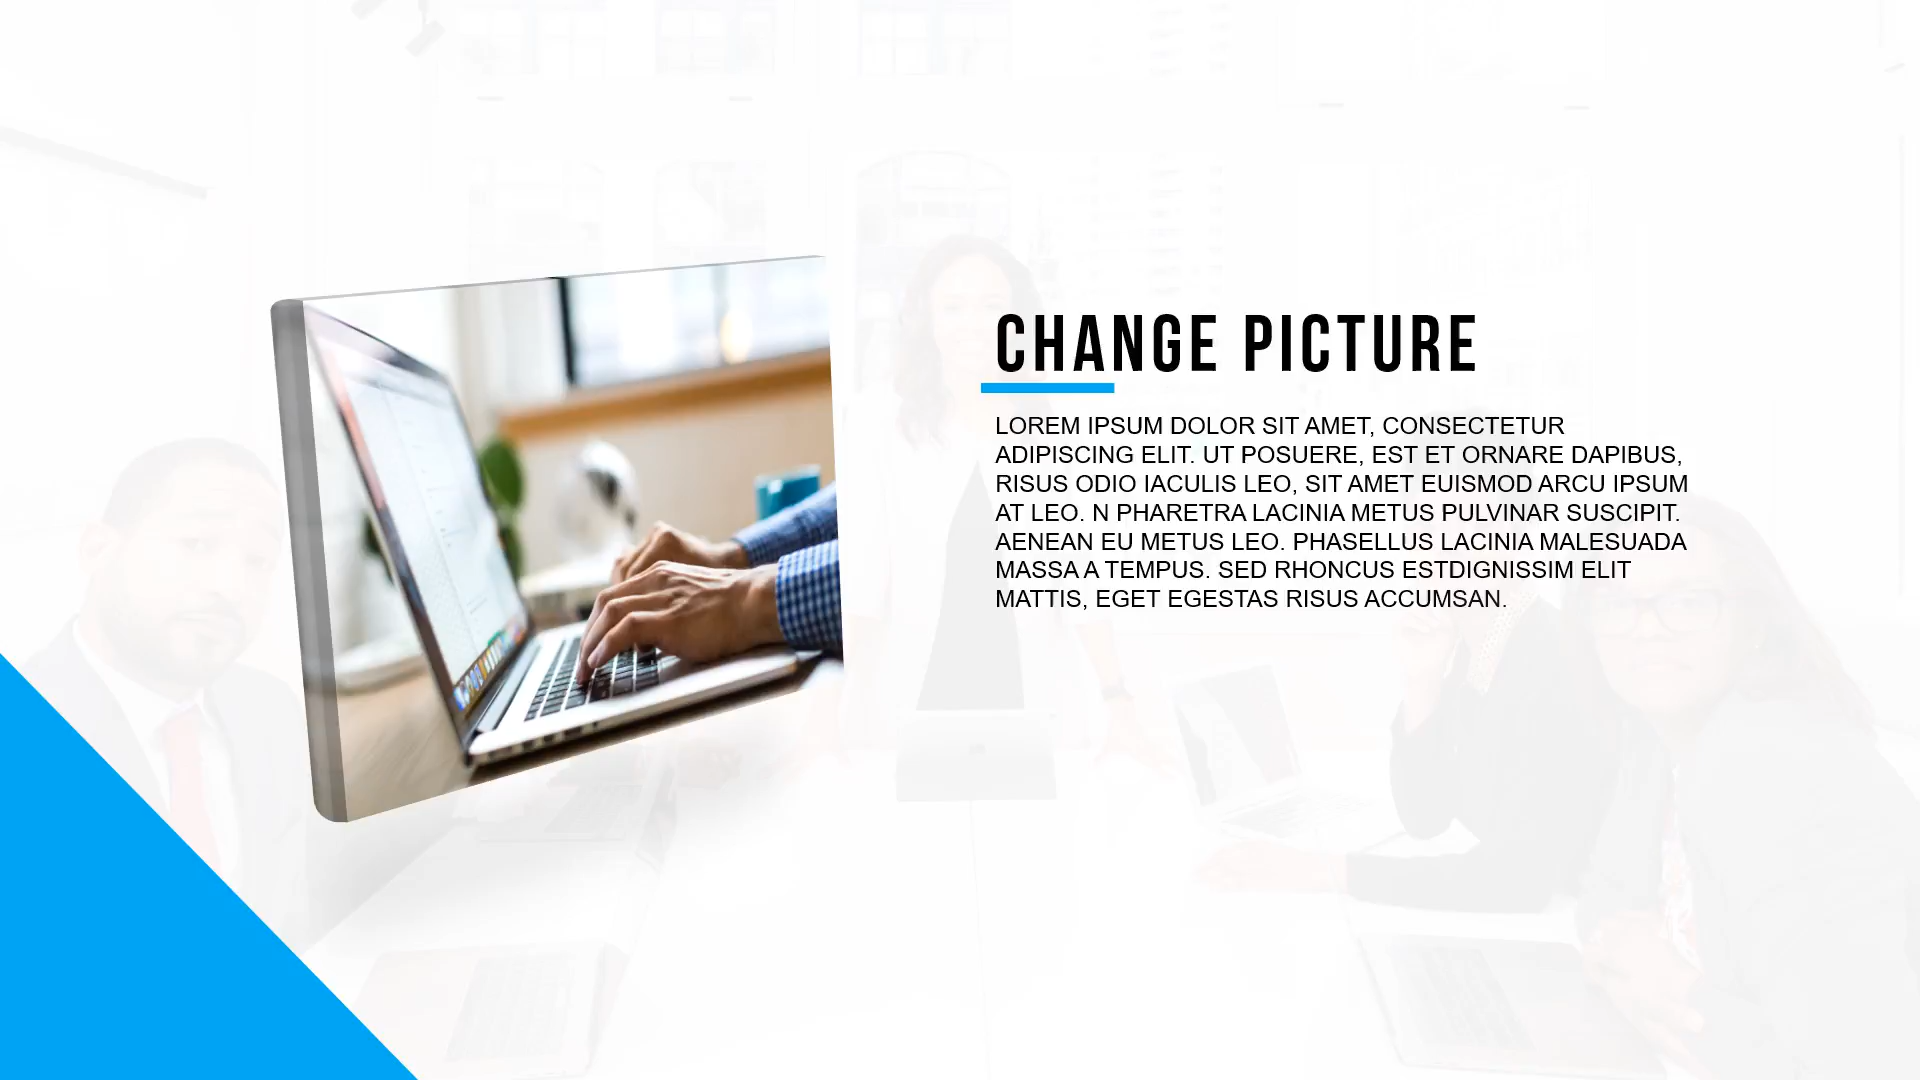 CHANGE PICTURE
LOREM IPSUM DOLOR SIT AMET, CONSECTETUR
ADIPISCING ELIT. UT POSUERE, EST ET ORNARE DAPIBUS,
RISUS ODIO IACULIS LEO, SIT AMET EUISMOD ARCU IPSUM
AT LEO. N PHARETRA LACINIA METUS PULVINAR SUSCIPIT.
AENEAN EU METUS LEO. PHASELLUS LACINIA MALESUADA
MASSA A TEMPUS. SED RHONCUS ESTDIGNISSIM ELIT
MATTIS, EGET EGESTAS RISUS ACCUMSAN.